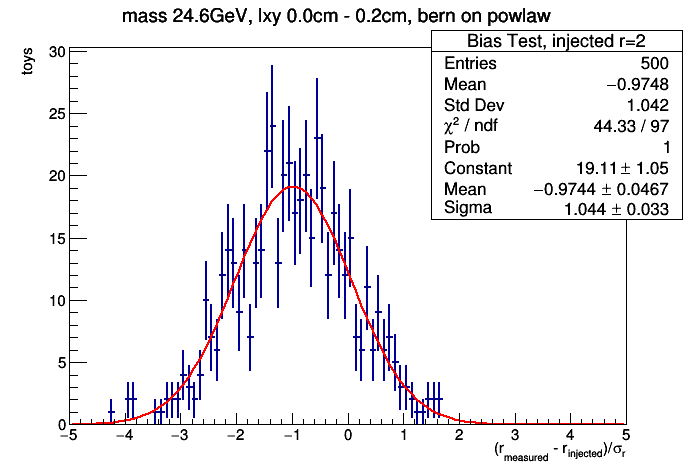 mass 24.6GeV, lxy 0.0cm - 0.2cm, bern on powlaw
Bias Test, injected r=2
Entries 500
Mean −0.9748
Std Dev 1.042
χ² / ndf 44.33 / 97
Prob 1
Constant 19.11 ± 1.05
Mean −0.9744 ± 0.0467
Sigma 1.044 ± 0.033
toys
30
25
20
15
10
5
0
−5 −4 −3 −2 −1 0 1 2 3 4 5
(r_measured - r_injected)/σ_r